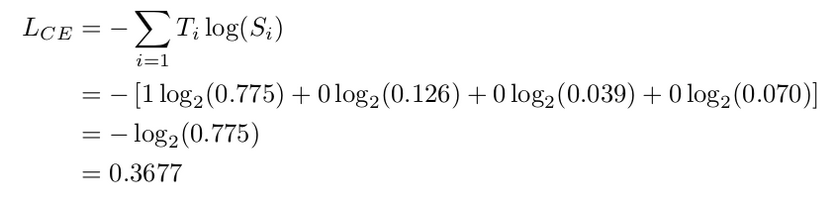 L_{CE} = - \sum_{i=1} T_i \log(S_i)
= - [1 \log_2(0.775) + 0 \log_2(0.126) + 0 \log_2(0.039) + 0 \log_2(0.070)]
= - \log_2(0.775)
= 0.3677